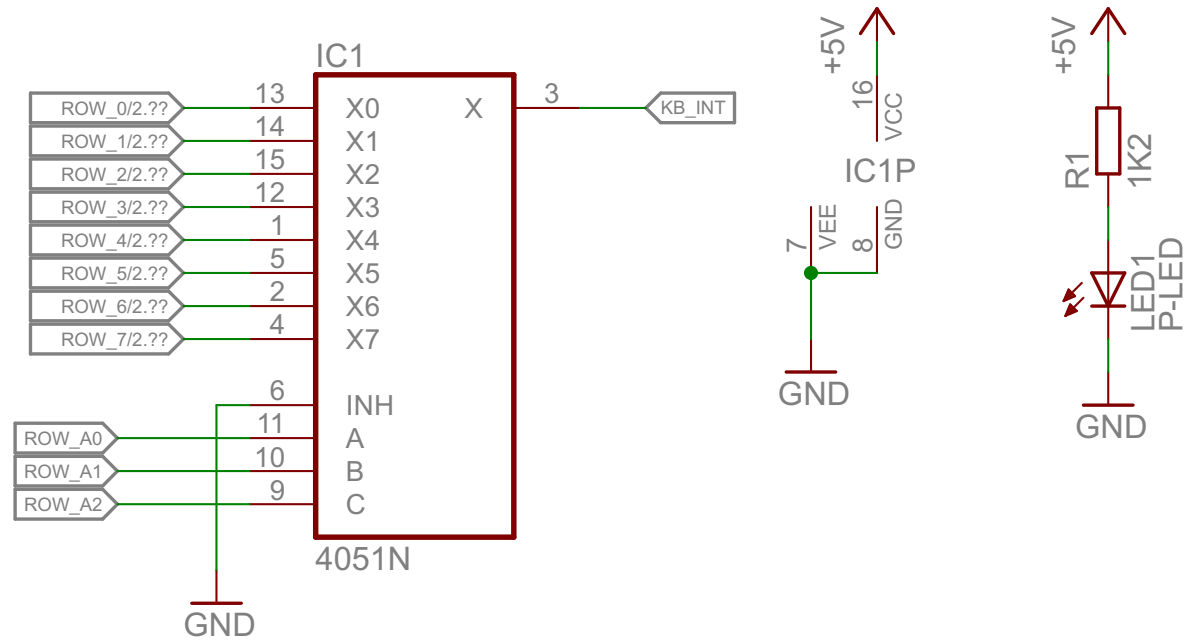 IC1
ROW_0/2.?? 13 X0 X 3 KB_INT
ROW_1/2.?? 14 X1
ROW_2/2.?? 15 X2
ROW_3/2.?? 12 X3
ROW_4/2.?? 1 X4
ROW_5/2.?? 5 X5
ROW_6/2.?? 2 X6
ROW_7/2.?? 4 X7
6 INH
ROW_A0 11 A
ROW_A1 10 B
ROW_A2 9 C
4051N
GND
+5V
16 VCC
IC1P
7 VEE
8 GND
GND
+5V
R1
1K2
LED1
P-LED
GND